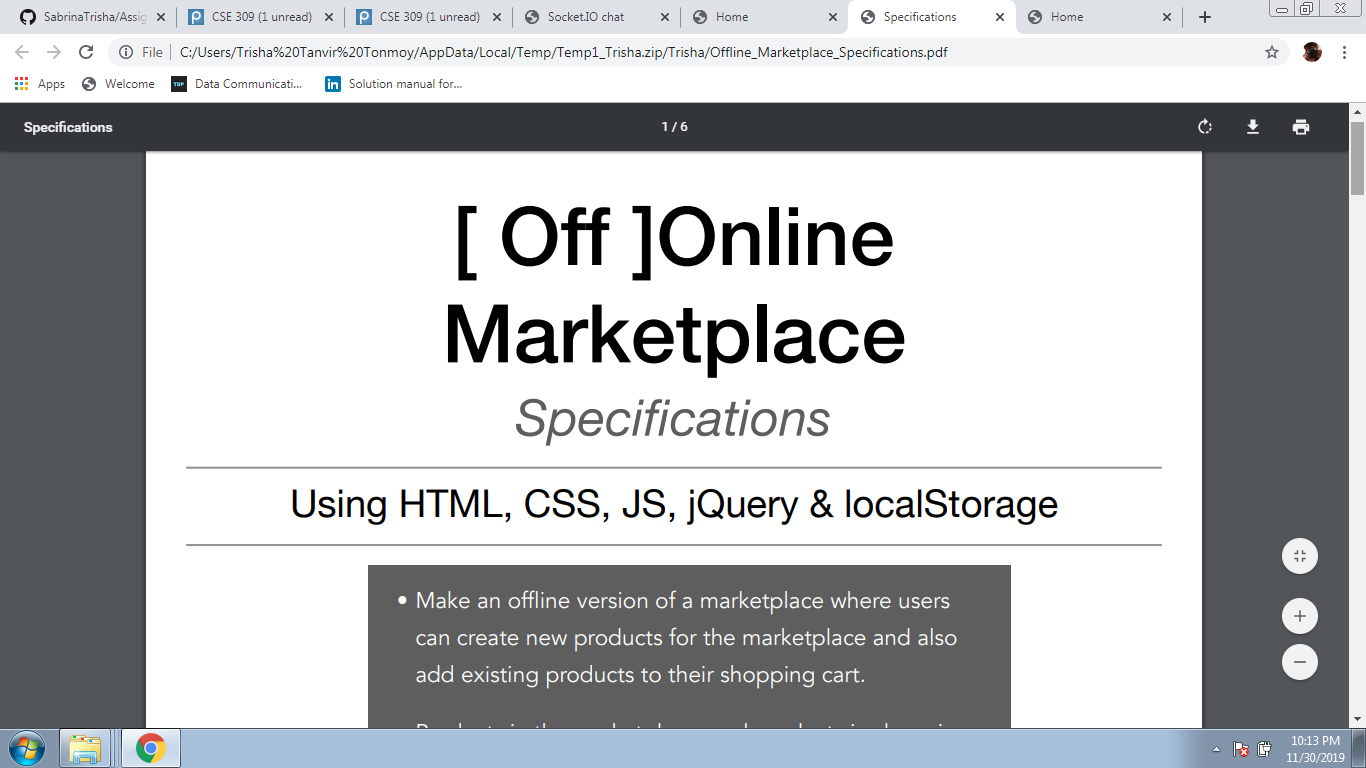 SabrinaTrisha/Assig
CSE 309 (1 unread)
CSE 309 (1 unread)
Socket.IO chat
Home
Specifications
Home
File
C:/Users/Trisha%20Tanvir%20Tonmoy/AppData/Local/Temp/Temp1_Trisha.zip/Trisha/Offline_Marketplace_Specifications.pdf
Apps
Welcome
TDP
Data Communicati...
in
Solution manual for...
Specifications
1 / 6
[ Off ]Online
Marketplace
Specifications
Using HTML, CSS, JS, jQuery & localStorage
• Make an offline version of a marketplace where users
can create new products for the marketplace and also
add existing products to their shopping cart.
10:13 PM
11/30/2019